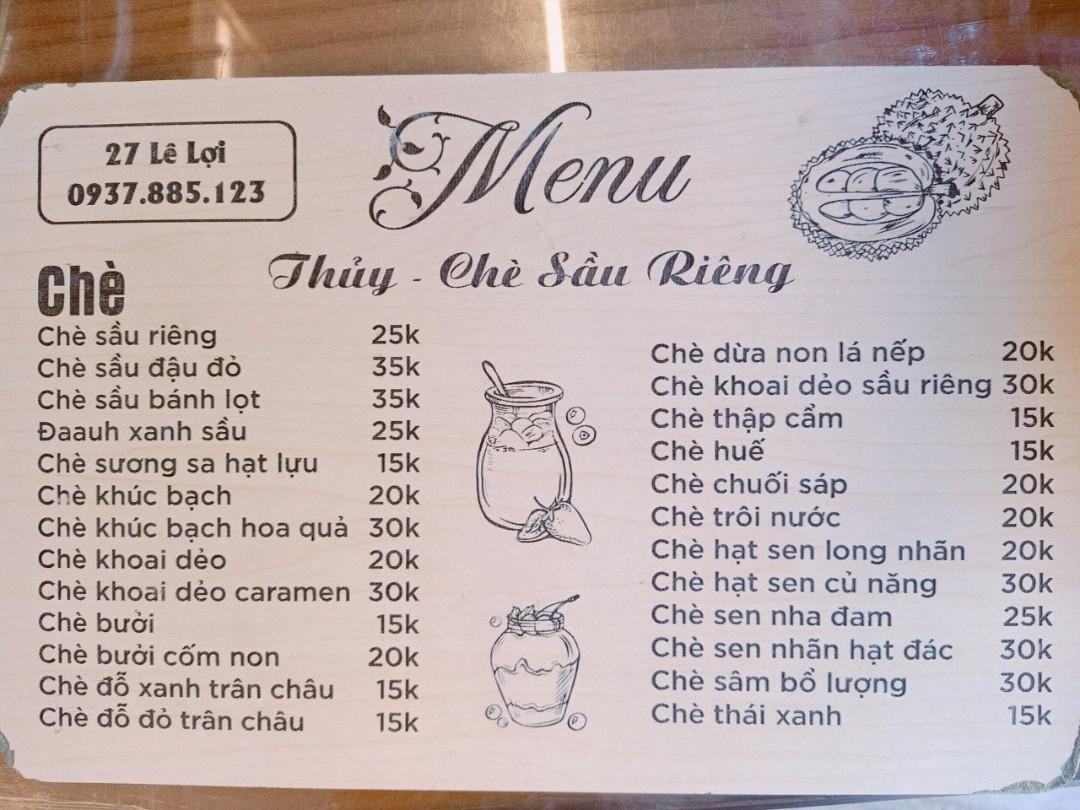 27 Lê Lợi
0937.885.123
Menu
Thủy - Chè Sầu Riêng
Chè
Chè sầu riêng 25k
Chè sầu đậu đỏ 35k
Chè sầu bánh lọt 35k
Đaauh xanh sầu 25k
Chè sương sa hạt lựu 15k
Chè khúc bạch 20k
Chè khúc bạch hoa quả 30k
Chè khoai dẻo 20k
Chè khoai dẻo caramen 30k
Chè bưởi 15k
Chè bưởi cốm non 20k
Chè đỗ xanh trân châu 15k
Chè đỗ đỏ trân châu 15k
Chè dừa non lá nếp 20k
Chè khoai dẻo sầu riêng 30k
Chè thập cẩm 15k
Chè huế 15k
Chè chuối sáp 20k
Chè trôi nước 20k
Chè hạt sen long nhãn 20k
Chè hạt sen củ năng 30k
Chè sen nha đam 25k
Chè sen nhãn hạt đác 30k
Chè sâm bổ lượng 30k
Chè thái xanh 15k